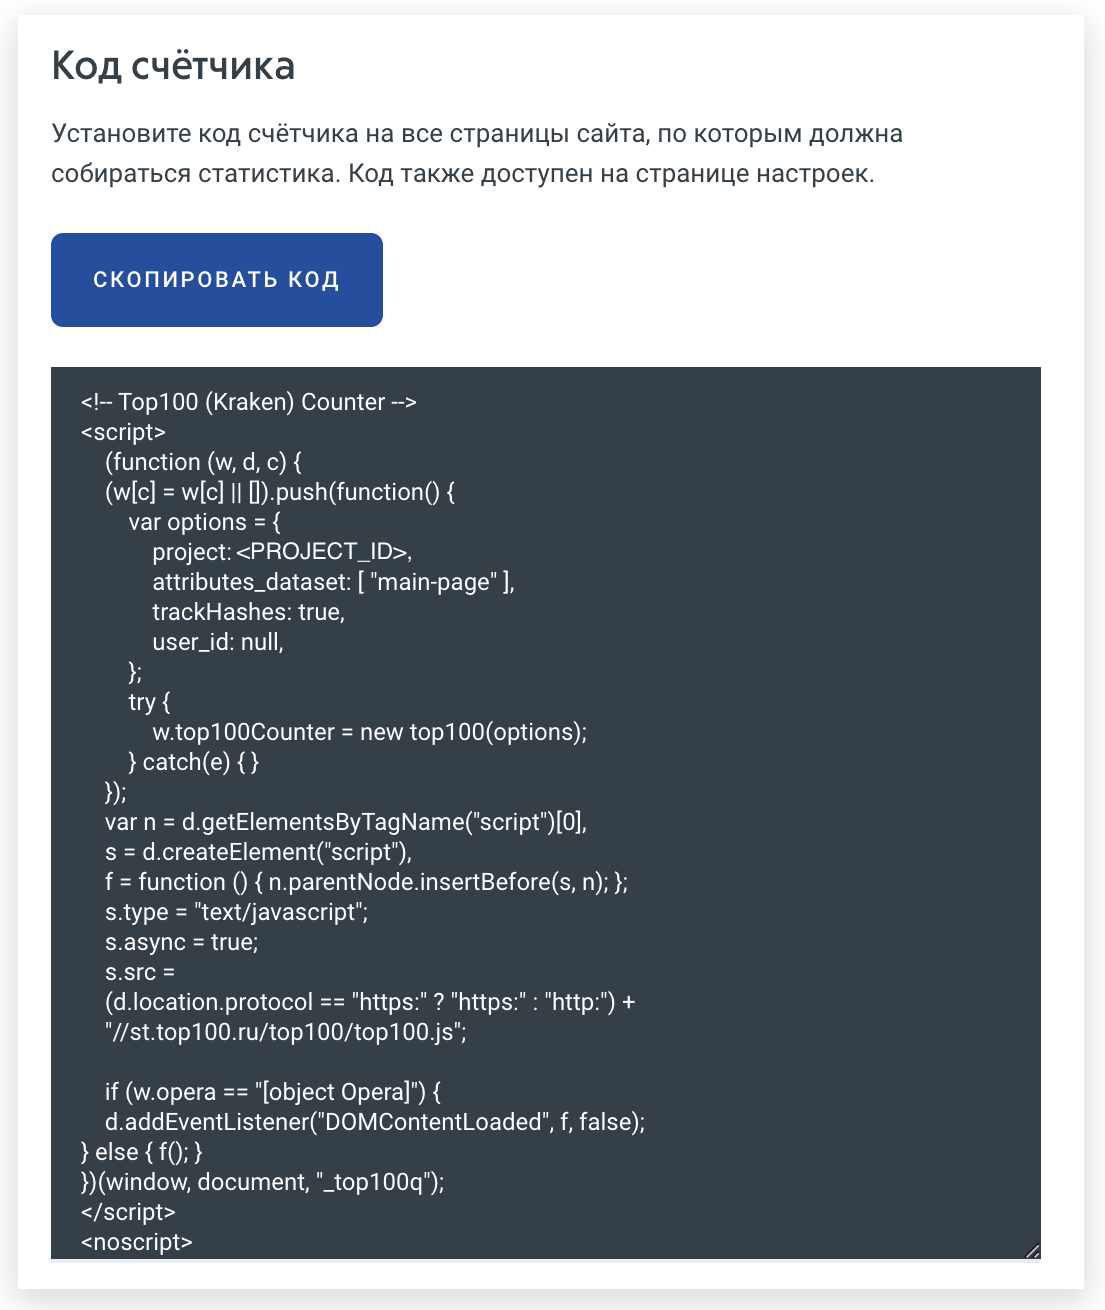 Код счётчика
Установите код счётчика на все страницы сайта, по которым должна
собираться статистика. Код также доступен на странице настроек.
СКОПИРОВАТЬ КОД
<!-- Top100 (Kraken) Counter -->
<script>
    (function (w, d, c) {
    (w[c] = w[c] || []).push(function() {
        var options = {
            project: <PROJECT_ID>,
            attributes_dataset: [ "main-page" ],
            trackHashes: true,
            user_id: null,
        };
        try {
            w.top100Counter = new top100(options);
        } catch(e) { }
    });
    var n = d.getElementsByTagName("script")[0],
    s = d.createElement("script"),
    f = function () { n.parentNode.insertBefore(s, n); };
    s.type = "text/javascript";
    s.async = true;
    s.src =
    (d.location.protocol == "https:" ? "https:" : "http:") +
    "//st.top100.ru/top100/top100.js";

    if (w.opera == "[object Opera]") {
    d.addEventListener("DOMContentLoaded", f, false);
} else { f(); }
})(window, document, "_top100q");
</script>
<noscript>